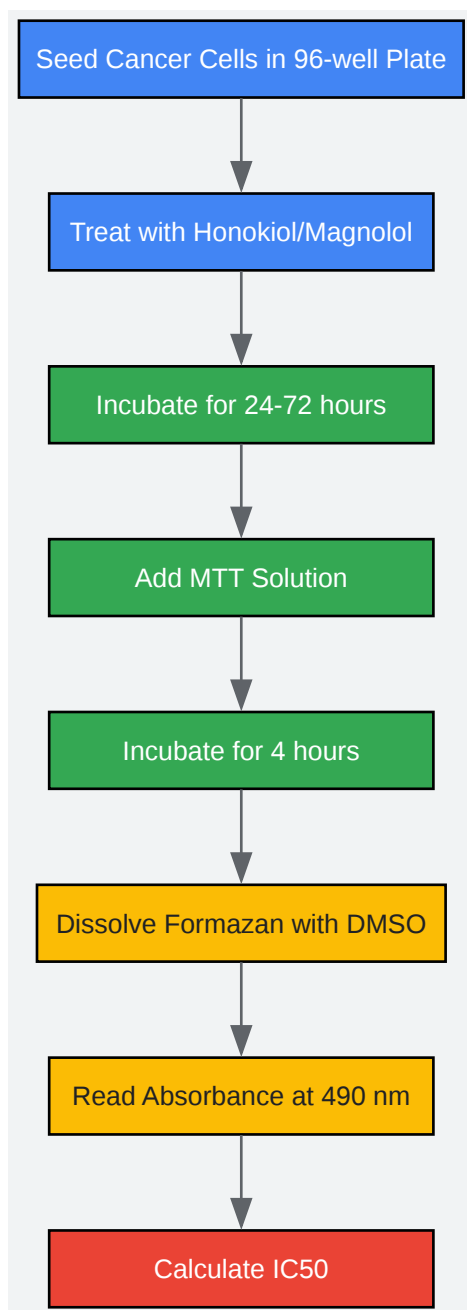 Seed Cancer Cells in 96-well Plate
Treat with Honokiol/Magnolol
Incubate for 24-72 hours
Add MTT Solution
Incubate for 4 hours
Dissolve Formazan with DMSO
Read Absorbance at 490 nm
Calculate IC50